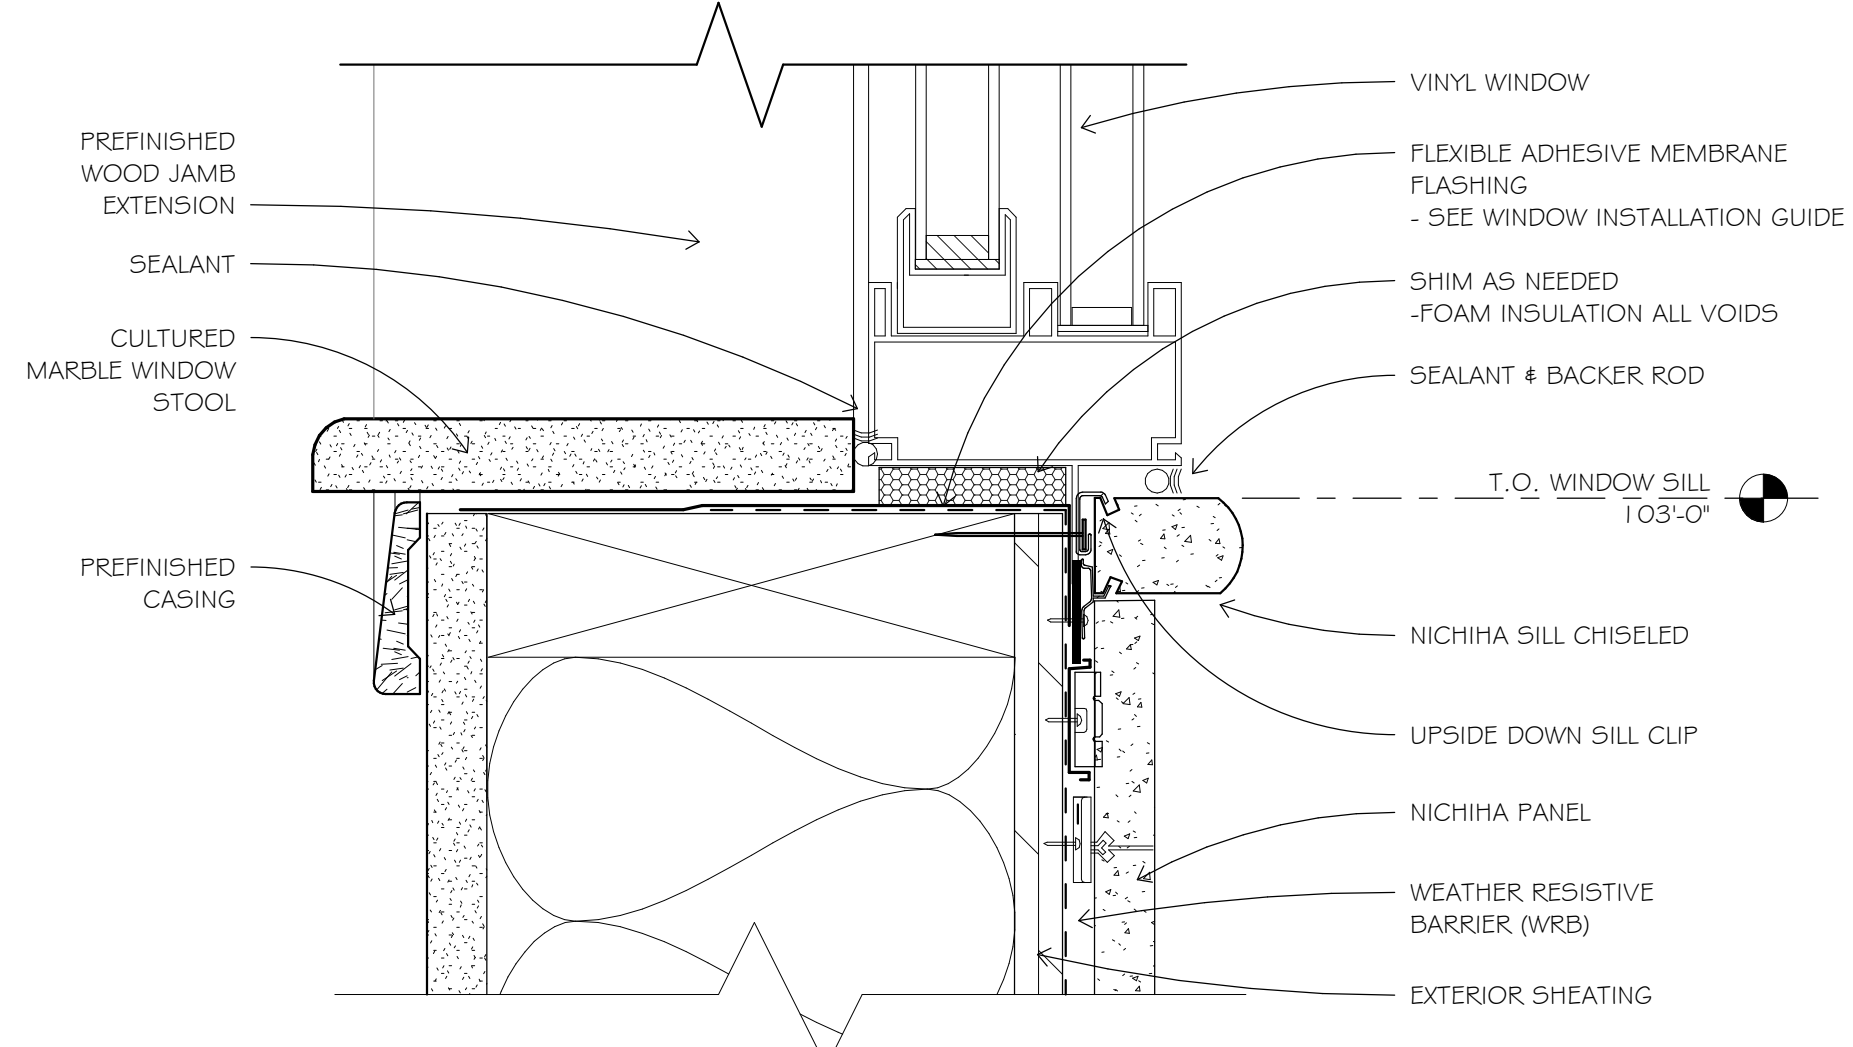 PREFINISHED
WOOD JAMB
EXTENSION
SEALANT
CULTURED
MARBLE WINDOW
STOOL
PREFINISHED
CASING
VINYL WINDOW
FLEXIBLE ADHESIVE MEMBRANE
FLASHING
- SEE WINDOW INSTALLATION GUIDE
SHIM AS NEEDED
-FOAM INSULATION ALL VOIDS
SEALANT & BACKER ROD
T.O. WINDOW SILL
103'-0"
NICHIHA SILL CHISELED
UPSIDE DOWN SILL CLIP
NICHIHA PANEL
WEATHER RESISTIVE
BARRIER (WRB)
EXTERIOR SHEATING